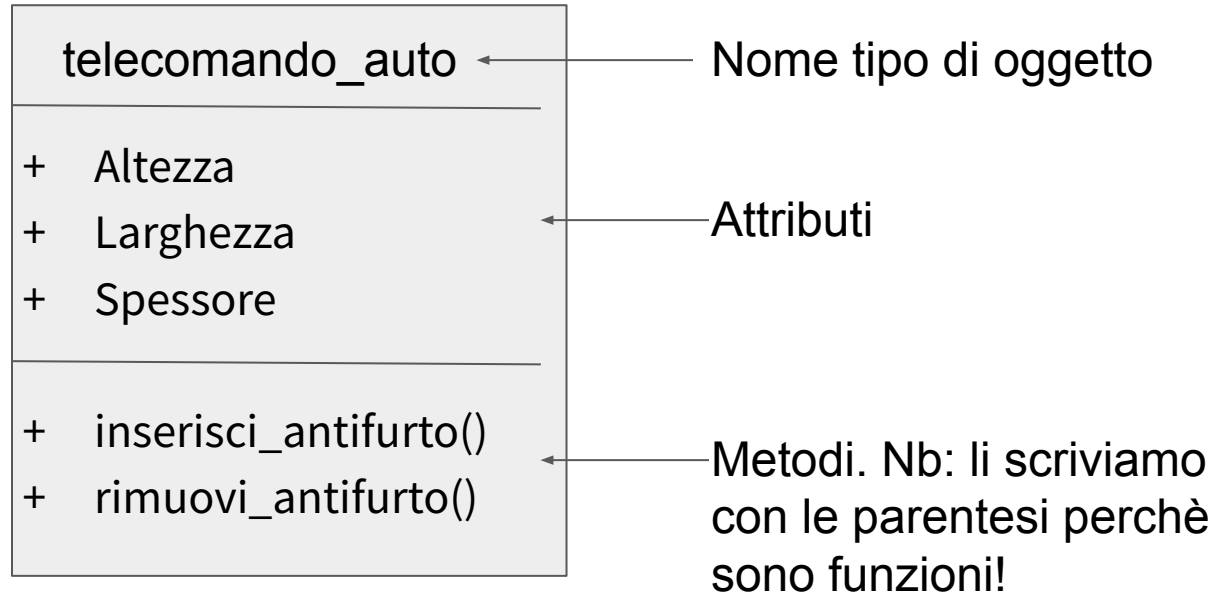 telecomando_auto
Nome tipo di oggetto
+ Altezza
+ Larghezza
+ Spessore
Attributi
+ inserisci_antifurto()
+ rimuovi_antifurto()
Metodi. Nb: li scriviamo
con le parentesi perchè
sono funzioni!